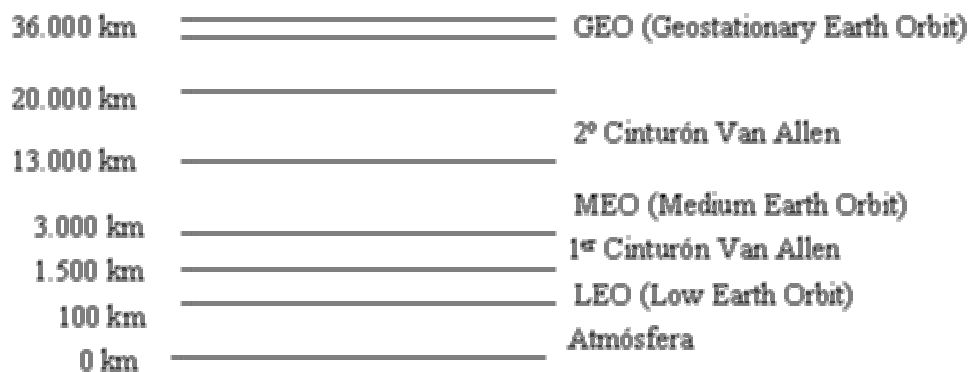 36.000 km GEO (Geostationary Earth Orbit)
20.000 km
2º Cinturón Van Allen
13.000 km
MEO (Medium Earth Orbit)
3.000 km
1er Cinturón Van Allen
1.500 km
LEO (Low Earth Orbit)
100 km
Atmósfera
0 km